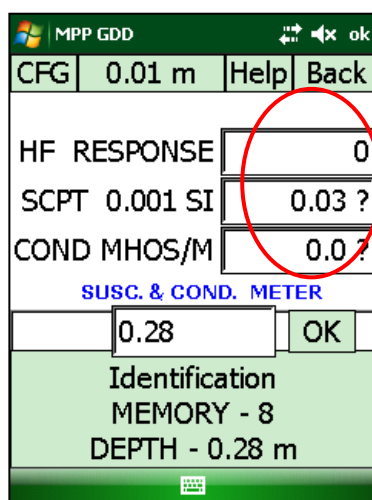 MPP GDD ok
CFG 0.01 m Help Back
HF RESPONSE 0
SCPT 0.001 SI 0.03 ?
COND MHOS/M 0.0 ?
SUSC. & COND. METER
0.28 OK
Identification
MEMORY - 8
DEPTH - 0.28 m